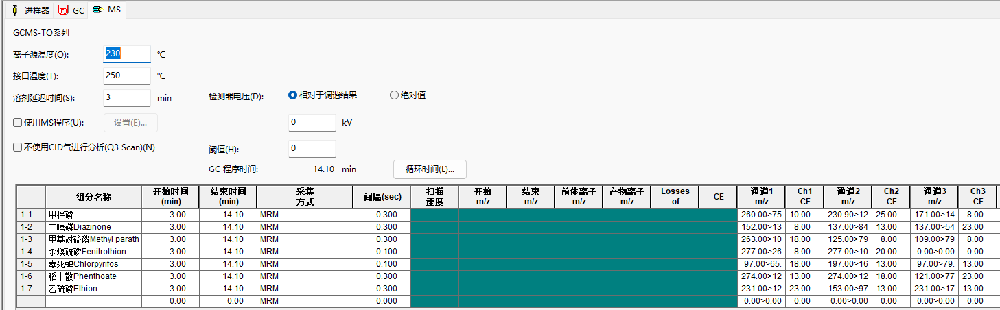 进样器 GC MS
GCMS-TQ系列
离子源温度(O): 230 ℃
接口温度(T): 250 ℃
溶剂延迟时间(S): 3 min 检测器电压(D): 相对于调谐结果 绝对值
使用MS程序(U): 设置(E)... 0 kV
不使用CID气进行分析(Q3 Scan)(N) 阈值(H): 0
GC 程序时间: 14.10 min 循环时间(L)...
组分名称 开始时间 (min) 结束时间 (min) 采集 方式 间隔(sec) 扫描 速度 开始 m/z 结束 m/z 前体离子 m/z 产物离子 m/z Losses of CE 通道1 m/z Ch1 CE 通道2 m/z Ch2 CE 通道3 m/z Ch3 CE
1-1 甲拌磷 3.00 14.10 MRM 0.300 260.00>75 10.00 230.90>12 25.00 171.00>14 8.00
1-2 二嗪磷Diazinone 3.00 14.10 MRM 0.300 152.00>13 8.00 137.00>84 13.00 137.00>54 23.00
1-3 甲基对硫磷Methyl parath 3.00 14.10 MRM 0.300 263.00>10 18.00 125.00>79 8.00 109.00>79 8.00
1-4 杀螟硫磷Fenitrothion 3.00 14.10 MRM 0.100 277.00>26 8.00 277.00>10 20.00 0.00>0.00 0.00
1-5 毒死蜱Chlorpyrifos 3.00 14.10 MRM 0.100 97.00>65. 18.00 197.00>16 13.00 97.00>79. 13.00
1-6 稻丰散Phenthoate 3.00 14.10 MRM 0.300 274.00>12 13.00 274.00>12 18.00 121.00>77 23.00
1-7 乙硫磷Ethion 3.00 14.10 MRM 0.300 231.00>12 23.00 153.00>97 13.00 231.00>17 13.00
0.00 0.00 MRM 0.000 0.00>0.00 0.00 0.00>0.00 0.00 0.00>0.00 0.00